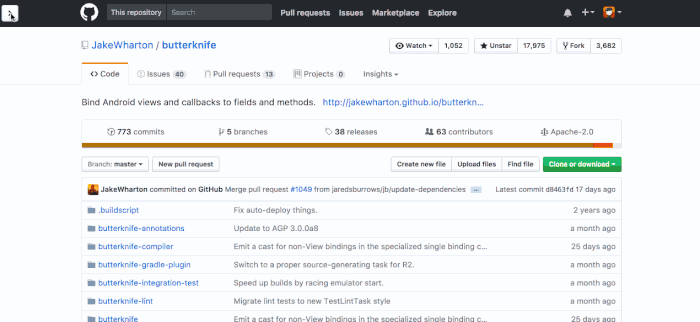 This repository Search Pull requests Issues Marketplace Explore
JakeWharton / butterknife Watch 1,052 Unstar 17,975 Fork 3,682
Code Issues 40 Pull requests 13 Projects 0 Insights
Bind Android views and callbacks to fields and methods. http://jakewharton.github.io/butterkn...
773 commits 5 branches 38 releases 63 contributors Apache-2.0
Branch: master New pull request Create new file Upload files Find file Clone or download
JakeWharton committed on GitHub Merge pull request #1049 from jaredsburrows/jb/update-dependencies ... Latest commit d8463fd 17 days ago
.buildscript Fix auto-deploy things. 2 years ago
butterknife-annotations Update to AGP 3.0.0a8 a month ago
butterknife-compiler Emit a cast for non-View bindings in the specialized single binding c... 25 days ago
butterknife-gradle-plugin Switch to a proper source-generating task for R2. a month ago
butterknife-integration-test Speed up builds by racing emulator start. a month ago
butterknife-lint Migrate lint tests to new TestLintTask style a month ago
butterknife Emit a cast for non-View bindings in the specialized single binding c... 25 days ago